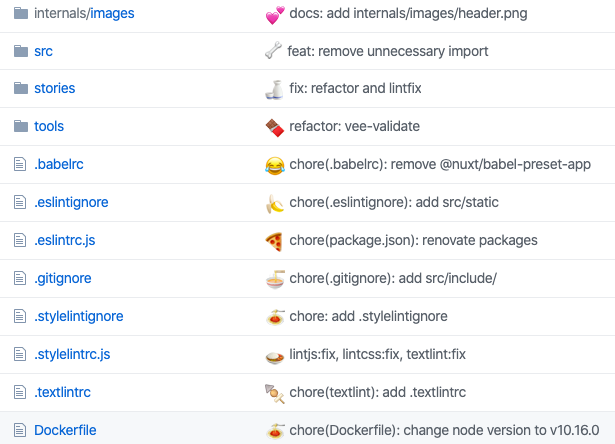 internals/images docs: add internals/images/header.png
src feat: remove unnecessary import
stories fix: refactor and lintfix
tools refactor: vee-validate
.babelrc chore(.babelrc): remove @nuxt/babel-preset-app
.eslintignore chore(.eslintignore): add src/static
.eslintrc.js chore(package.json): renovate packages
.gitignore chore(.gitignore): add src/include/
.stylelintignore chore: add .stylelintignore
.stylelintrc.js lintjs:fix, lintcss:fix, textlint:fix
.textlintrc chore(textlint): add .textlintrc
Dockerfile chore(Dockerfile): change node version to v10.16.0